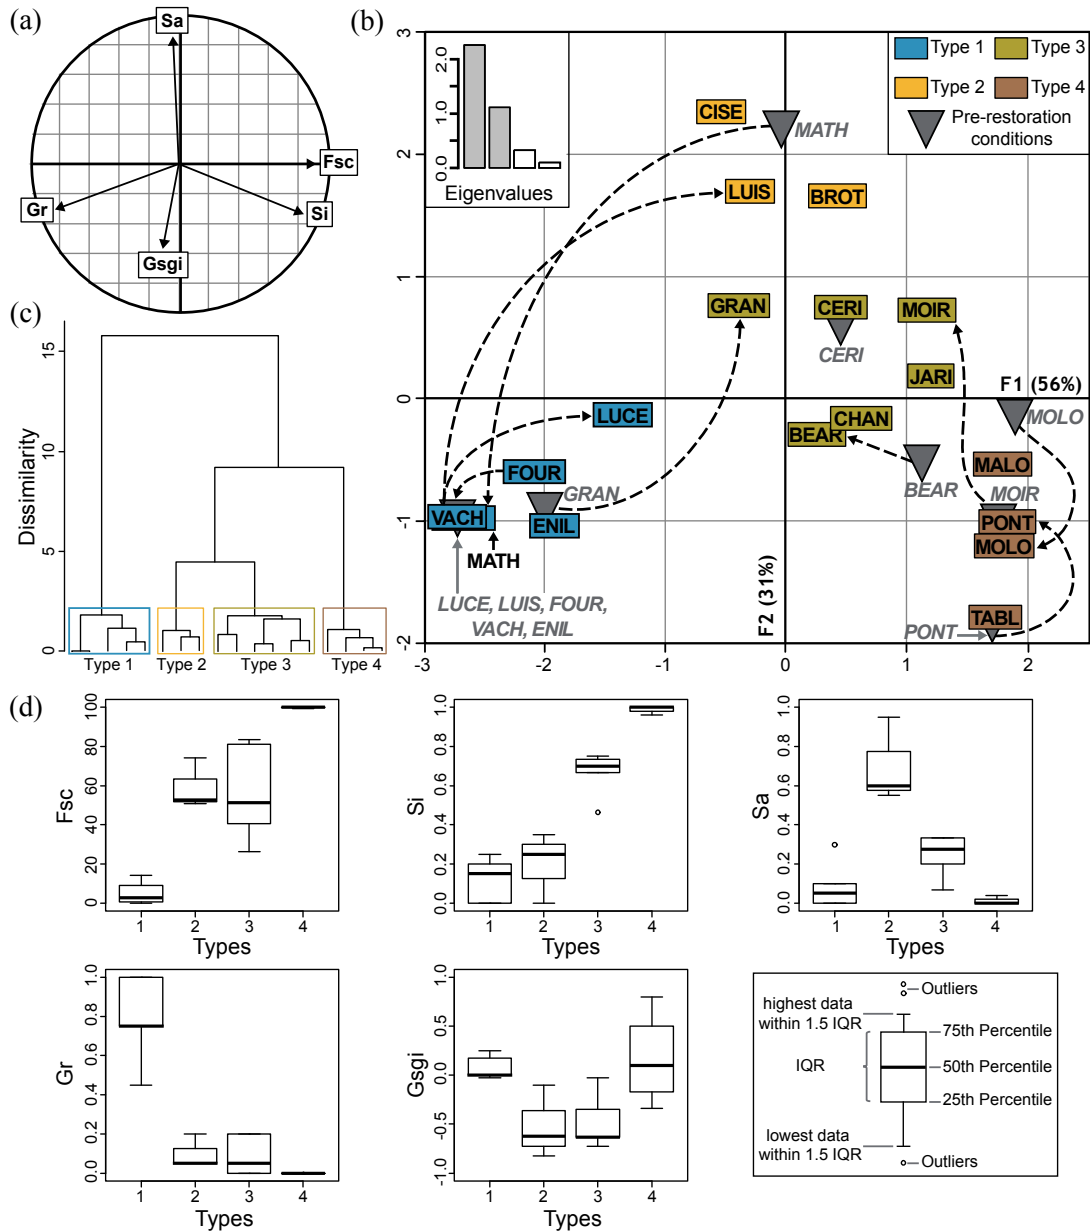 (a)
Sa
Fsc
Gr
Si
Gsgi
(b)
3
2
1
0
-1
-2
-3
-2
-1
0
1
2
2.0
1.0
0.0
Eigenvalues
Type 1
Type 3
Type 2
Type 4
Pre-restoration
conditions
CISE
MATH
LUIS
BROT
GRAN
CERI
MOIR
CERI
JARI
F1 (56%)
MOLO
LUCE
CHAN
BEAR
FOUR
MALO
BEAR
GRAN
MOIR
VACH
ENIL
PONT
MATH
MOLO
LUCE, LUIS, FOUR,
VACH, ENIL
F2 (31%)
TABL
PONT
(c)
Dissimilarity
15
10
5
0
Type 1
Type 2
Type 3
Type 4
(d)
Fsc
100
80
60
40
20
0
1
2
3
4
Types
Si
1.0
0.8
0.6
0.4
0.2
0.0
1
2
3
4
Types
Sa
1.0
0.8
0.6
0.4
0.2
0.0
1
2
3
4
Types
Gr
1.0
0.8
0.6
0.4
0.2
0.0
1
2
3
4
Types
Gsgi
1.0
0.5
0.0
-0.5
-1.0
1
2
3
4
Types
Outliers
highest data
within 1.5 IQR
75th Percentile
IQR
50th Percentile
25th Percentile
lowest data
within 1.5 IQR
Outliers